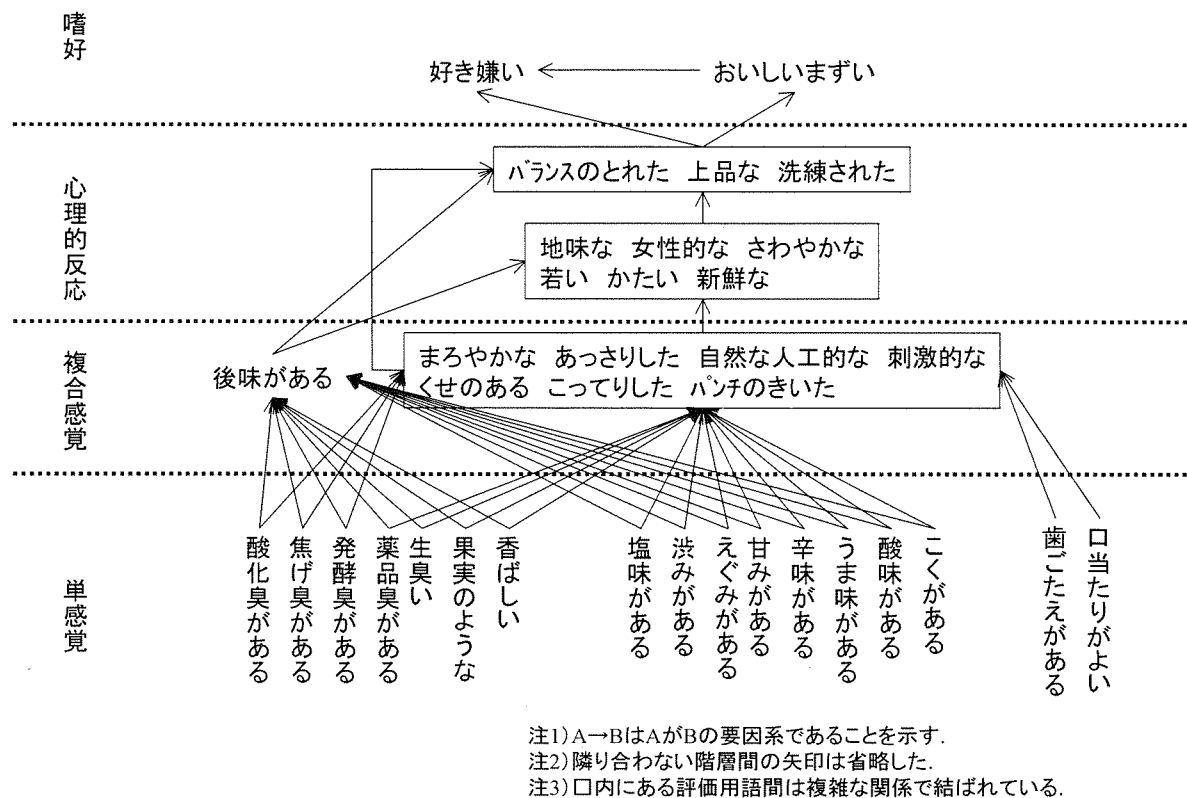 嗜好
好き嫌い
おいしいまずい
心理的反応
バランスのとれた 上品な 洗練された
地味な 女性的な さわやかな
若い かたい 新鮮な
複合感覚
後味がある
まろやかな あっさりした 自然な人工的な 刺激的な
くせのある こってりした パンチのきいた
単感覚
酸化臭がある
焦げ臭がある
発酵臭がある
薬品臭がある
生臭い
果実のような
香ばしい
塩味がある
渋みがある
えぐみがある
甘みがある
辛味がある
うま味がある
酸味がある
こくがある
歯ごたえがある
口当たりがよい
注1)A→BはAがBの要因系であることを示す.
注2)隣り合わない階層間の矢印は省略した.
注3)口内にある評価用語間は複雑な関係で結ばれている.